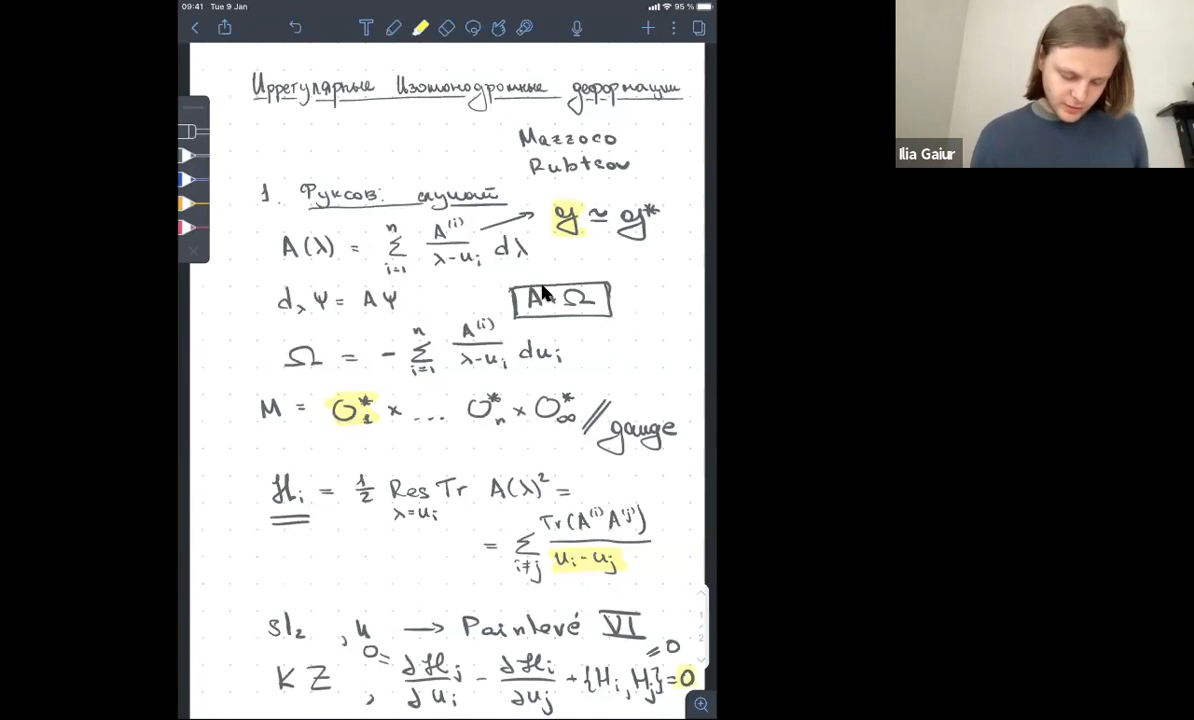 09:41 Tue 9 Jan
95 %
Иррегулярные Изомонодромные деформации
Mazzoco
Rubtsov
1. Фуксов. случай
A(λ) = Σ_{i=1}^{n} A^{(i)}/(λ-u_i) dλ → 𝔤 ≃ 𝔤*
d_λ Ψ = AΨ
Ω = - Σ_{i=1}^{n} A^{(i)}/(λ-u_i) du_i
M = O*_1 × ... O*_n × O*_∞ // gauge
H_i = 1/2 Res_{λ=u_i} Tr A(λ)^2 =
= Σ_{i≠j} Tr(A^{(i)}A^{(j)})/(u_i - u_j)
sl_2 , 4 → Painlevé VI
KZ , 0= ∂H_j/∂u_i - ∂H_i/∂u_j + {H_i, H_j} = 0
= 0
Ilia Gaiur